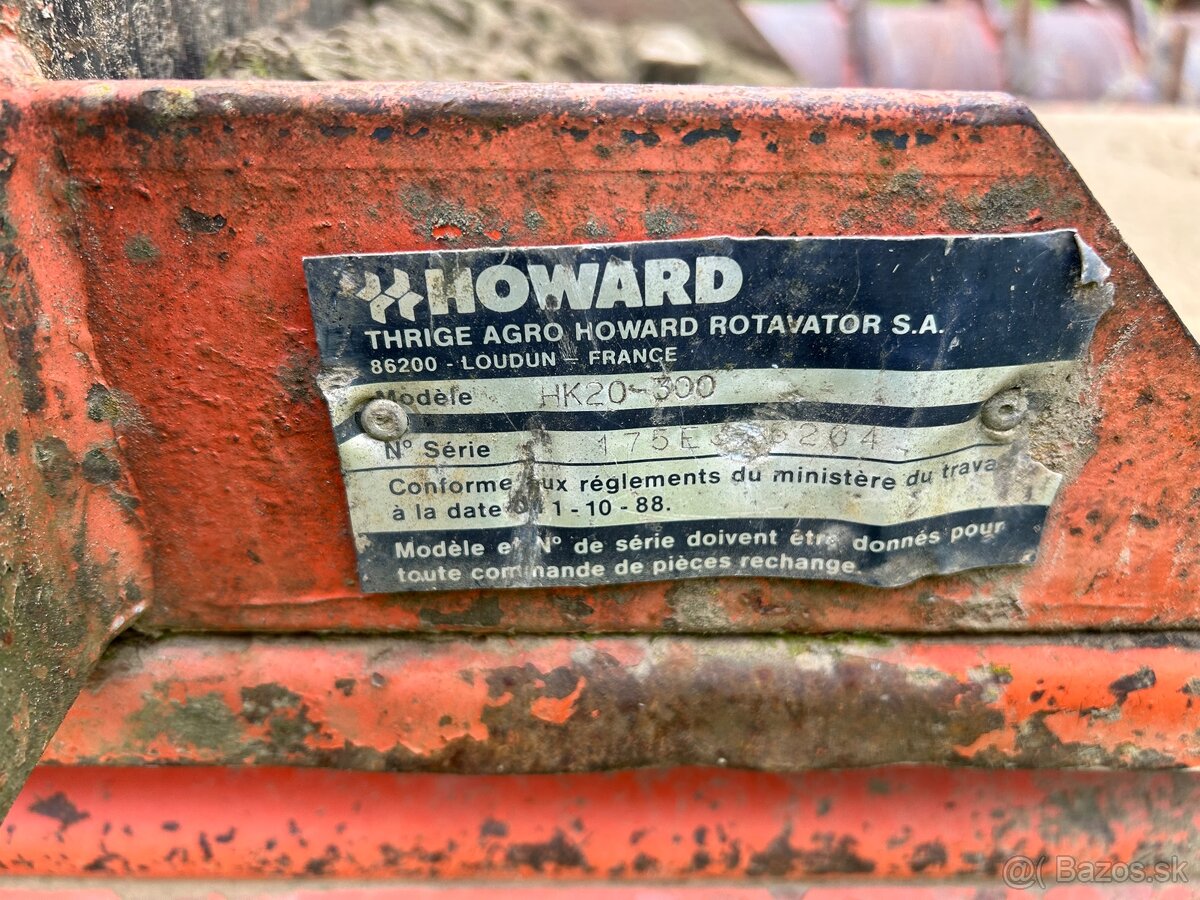 HOWARD
THRIGE AGRO HOWARD ROTAVATOR S.A.
86200 - LOUDUN - FRANCE
Modèle HK20-300
N° Série
Conforme aux réglements du ministère du trava
à la date 1-10-88.
Modèle et N° de série doivent être donnés pour
toute commande de pièces rechange
@( Bazos.sk